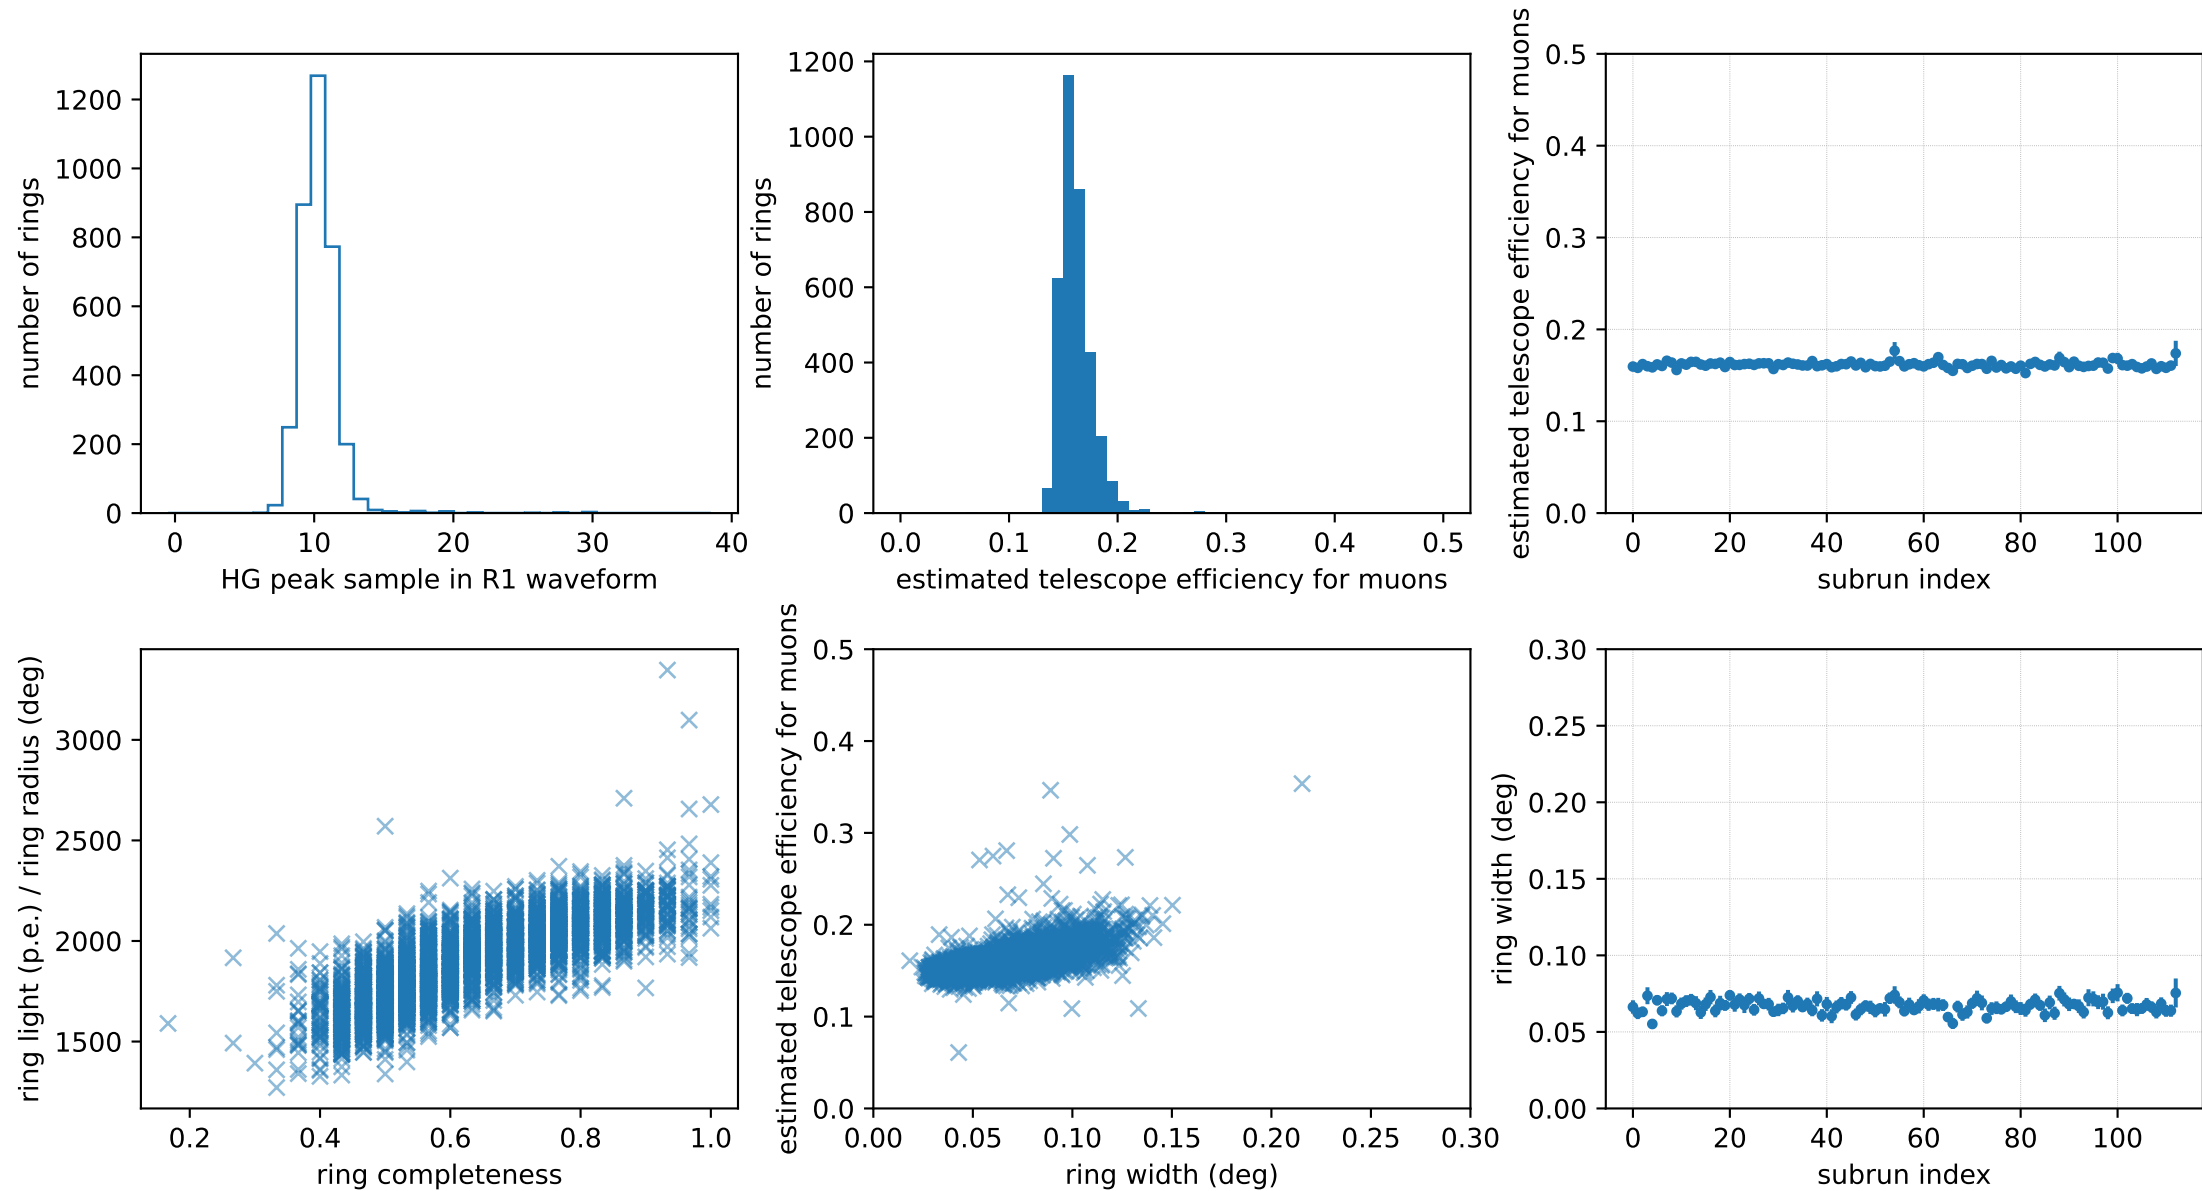 number of rings
1200
1000
800
600
400
200
0
0 10 20 30 40
HG peak sample in R1 waveform
number of rings
1200
1000
800
600
400
200
0
0.0 0.1 0.2 0.3 0.4 0.5
estimated telescope efficiency for muons
estimated telescope efficiency for muons
0.5
0.4
0.3
0.2
0.1
0.0
0 20 40 60 80 100
subrun index
ring light (p.e.) / ring radius (deg)
3000
2500
2000
1500
0.2 0.4 0.6 0.8 1.0
ring completeness
estimated telescope efficiency for muons
0.5
0.4
0.3
0.2
0.1
0.0
0.00 0.05 0.10 0.15 0.20 0.25 0.30
ring width (deg)
ring width (deg)
0.30
0.25
0.20
0.15
0.10
0.05
0.00
0 20 40 60 80 100
subrun index